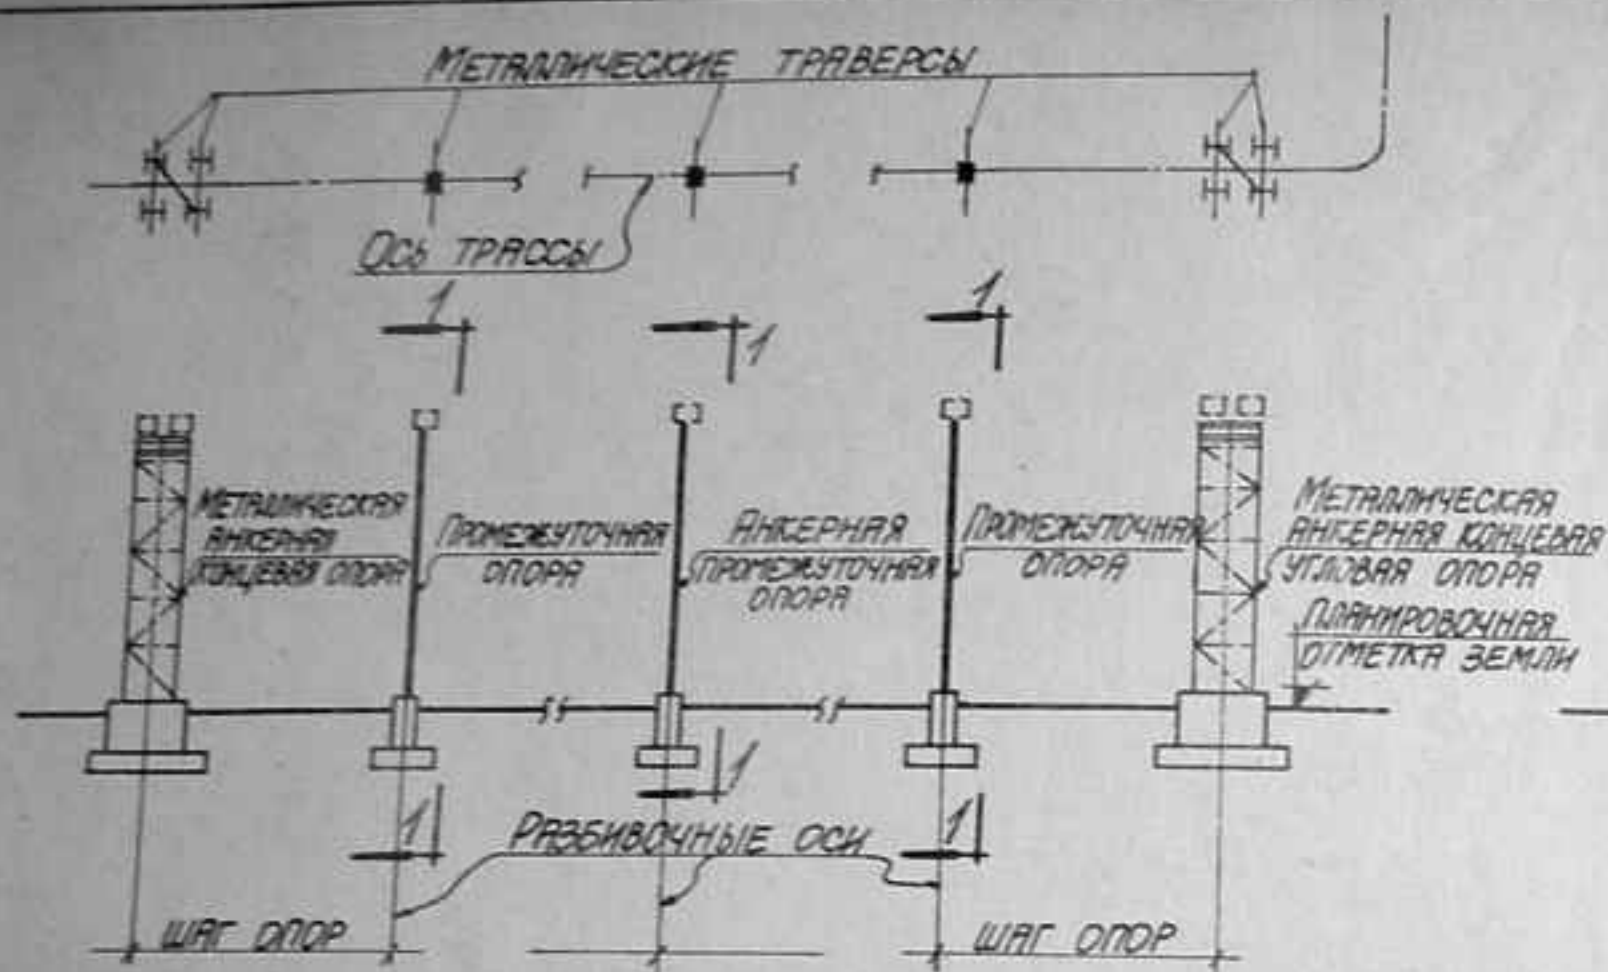 МЕТАЛЛИЧЕСКИЕ ТРАВЕРСЫ
ОСЬ ТРАССЫ
1
1
1
МЕТАЛЛИЧЕСКАЯ
АНКЕРНАЯ
КОНЦЕВАЯ ОПОРА
ПРОМЕЖУТОЧНАЯ
ОПОРА
АНКЕРНАЯ
ПРОМЕЖУТОЧНАЯ
ОПОРА
ПРОМЕЖУТОЧНАЯ
ОПОРА
МЕТАЛЛИЧЕСКАЯ
АНКЕРНАЯ КОНЦЕВАЯ
УГЛОВАЯ ОПОРА
ПЛАНИРОВОЧНАЯ
ОТМЕТКА ЗЕМЛИ
1
1
1
РАЗБИВОЧНЫЕ ОСИ
ШАГ ОПОР
ШАГ ОПОР